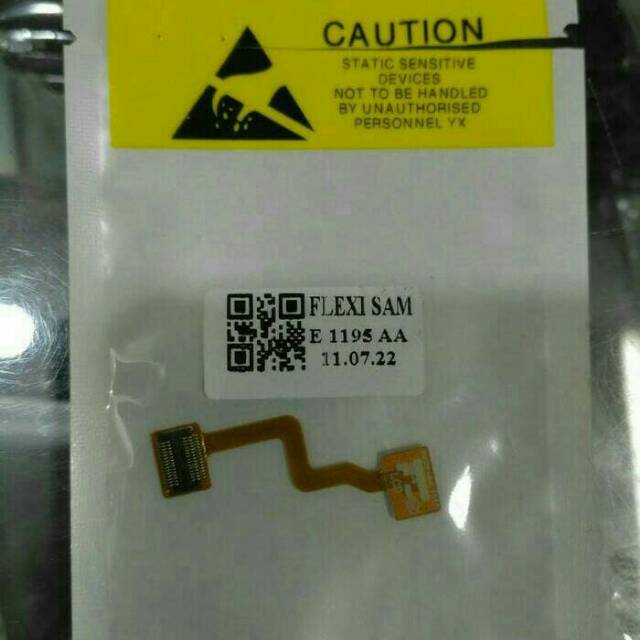 CAUTION
STATIC SENSITIVE
DEVICES
NOT TO BE HANDLED
BY UNAUTHORISED
PERSONNEL YX
FLEXI SAM
E 1195 AA
11.07.22